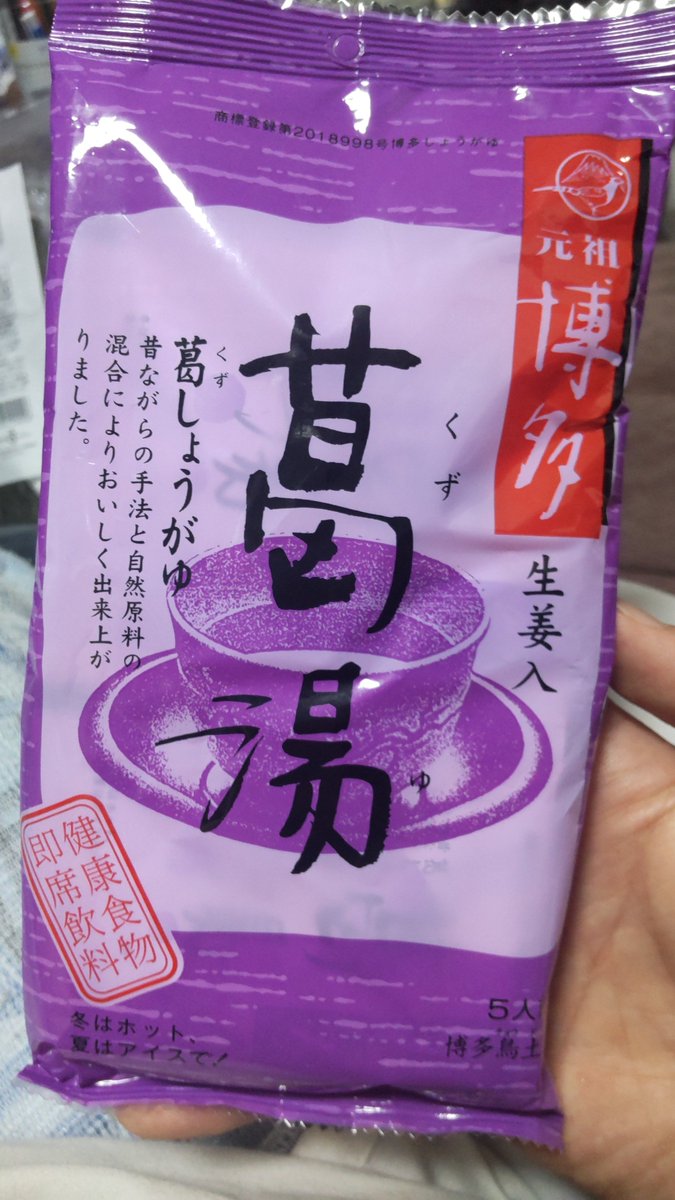 商標登録第2018998号博多しょうがゆ
元祖
博多
生姜入
葛湯
くず
ゆ
葛しょうがゆ
くず
昔ながらの手法と自然原料の
混合によりおいしく出来上が
りました。
健康食物
即席飲料
冬はホット、
夏はアイスで!
5人
博多鳥土